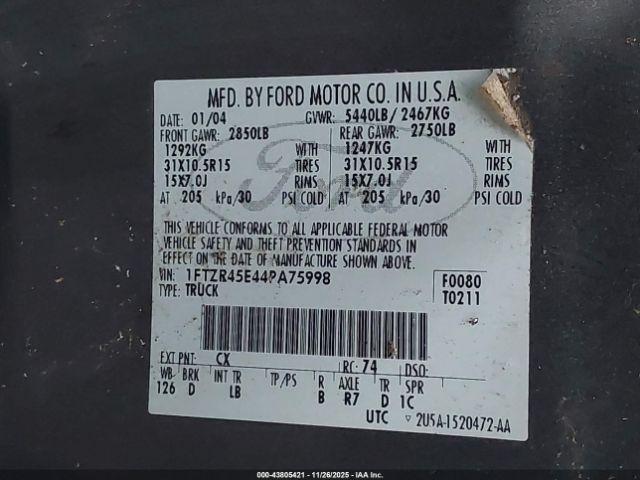 MFD. BY FORD MOTOR CO. IN U.S.A.
DATE: 01/04 GVWR: 5440LB/ 2467KG
FRONT GAWR: 2850LB REAR GAWR: 2750LB
1292KG WITH 1247KG WITH
31X10.5R15 TIRES 31X10.5R15 TIRES
15X7.0J RIMS 15X7.0J RIMS
AT 205 kPa/30 PSI COLD AT 205 kPa/30 PSI COLD
Ford
THIS VEHICLE CONFORMS TO ALL APPLICABLE FEDERAL MOTOR
VEHICLE SAFETY AND THEFT PREVENTION STANDARDS IN
EFFECT ON THE DATE OF MANUFACTURE SHOWN ABOVE.
VIN: 1FTZR45E44PA75998 F0080
TYPE: TRUCK T0211
EXT PNT: CX RC: 74 DSO:
WB BRK INT TR TP/PS R AXLE TR SPR
126 D LB B R7 D 1C
UTC ▽ 2U5A-1520472-AA
000-43805421 - 11/26/2025 - IAA Inc.